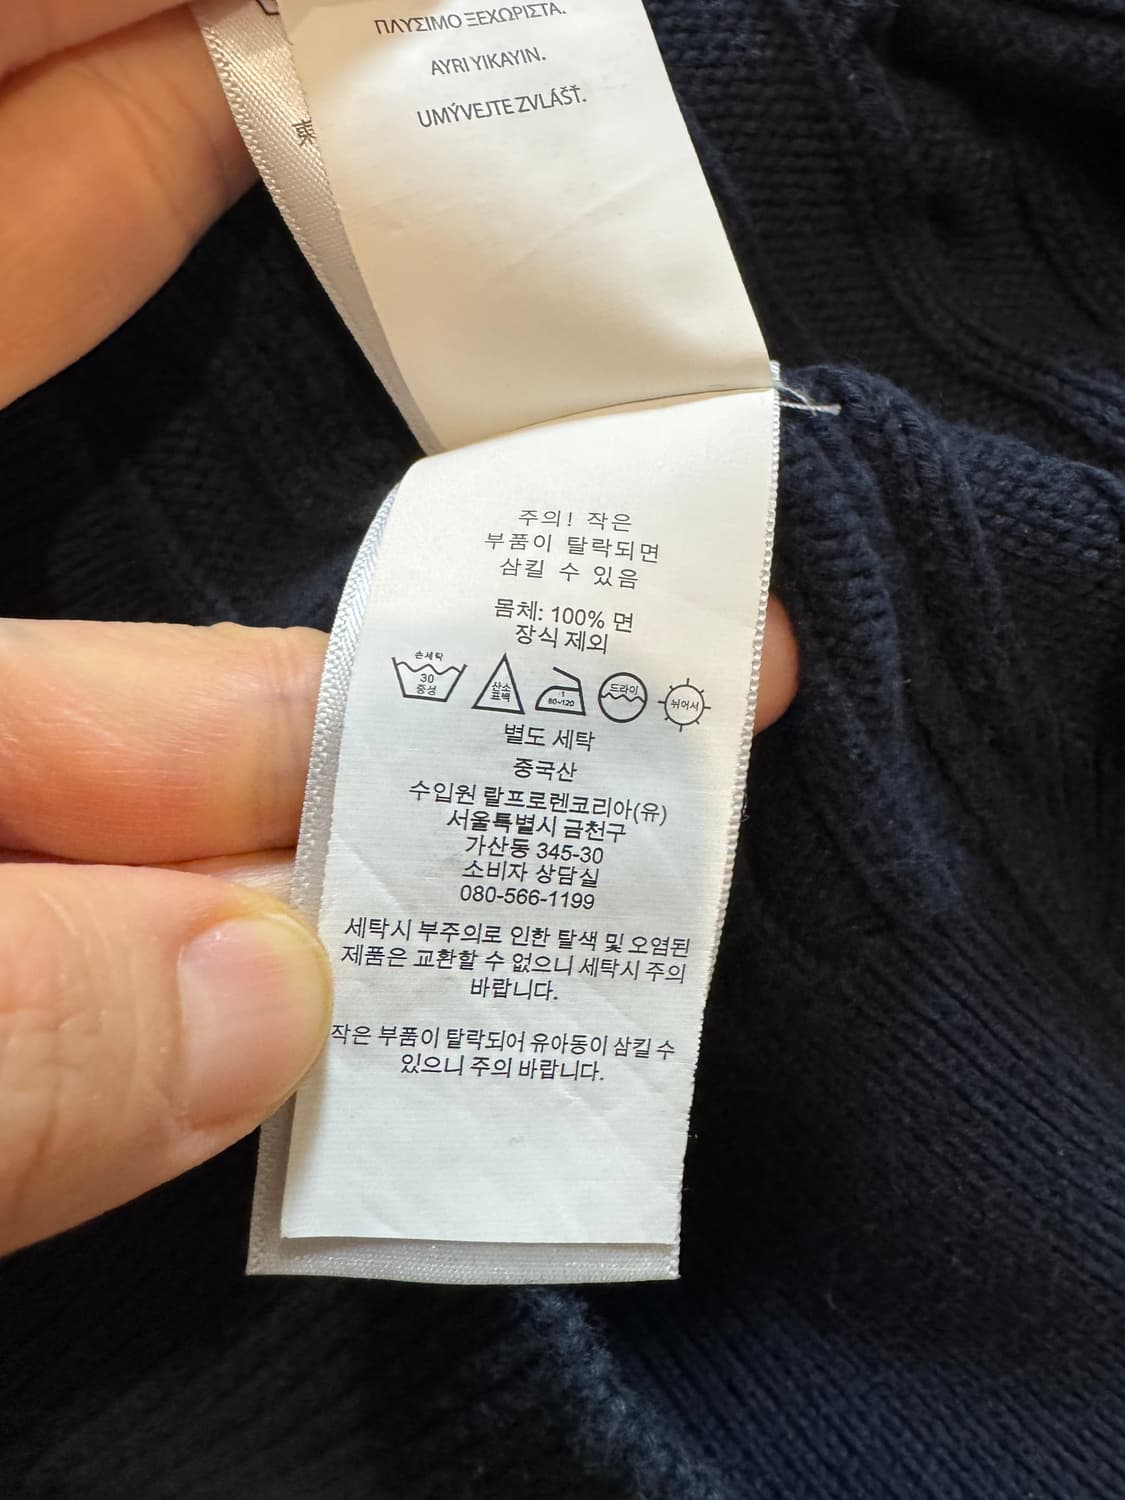 ΠΛΥΣΙΜΟ ΞΕΧΩΡΙΣΤΑ.
AYRI YIKAYIN.
UMÝVEJTE ZVLÁŠŤ.
주의! 작은
부품이 탈락되면
삼킬 수 있음
몸체: 100% 면
장식 제외
손세탁
30
중성
산소
표백
1
80~120
드라이
뉘어서
별도 세탁
중국산
수입원 랄프로렌코리아(유)
서울특별시 금천구
가산동 345-30
소비자 상담실
080-566-1199
세탁시 부주의로 인한 탈색 및 오염된
제품은 교환할 수 없으니 세탁시 주의
바랍니다.
작은 부품이 탈락되어 유아동이 삼킬 수
있으니 주의 바랍니다.